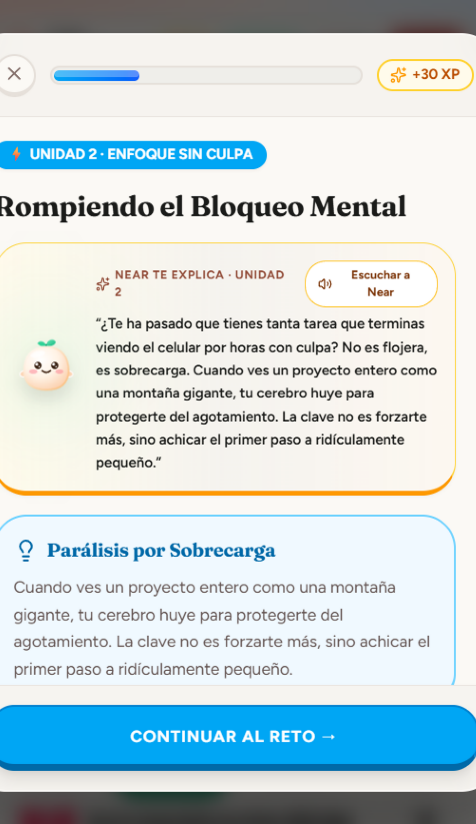 +30 XP
UNIDAD 2 · ENFOQUE SIN CULPA
Rompiendo el Bloqueo Mental
NEAR TE EXPLICA · UNIDAD
2
Escuchar a
Near
“¿Te ha pasado que tienes tanta tarea que terminas
viendo el celular por horas con culpa? No es flojera,
es sobrecarga. Cuando ves un proyecto entero como una
montaña gigante, tu cerebro huye para
protegerte del agotamiento. La clave no es forzarte
más, sino achicar el primer paso a ridículamente
pequeño.”
Parálisis por Sobrecarga
Cuando ves un proyecto entero como una montaña
gigante, tu cerebro huye para protegerte del
agotamiento. La clave no es forzarte más, sino achicar el
primer paso a ridículamente pequeño.
CONTINUAR AL RETO →